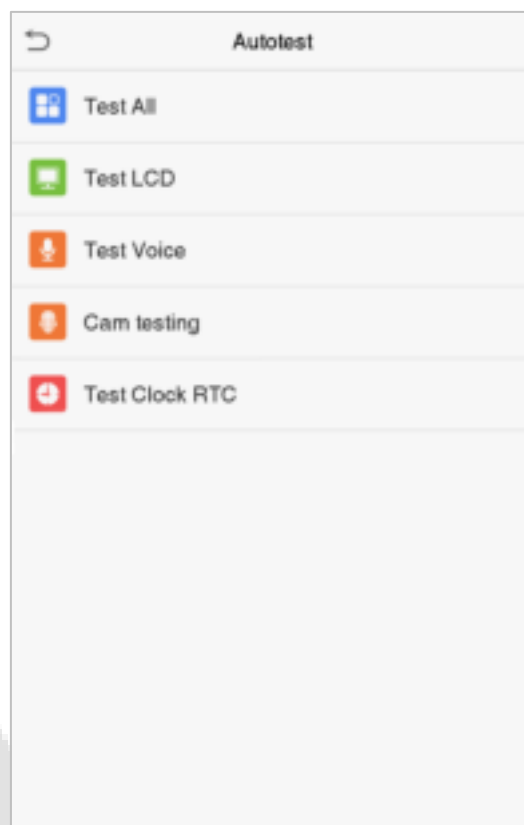 Autotest
Test All
Test LCD
Test Voice
Cam testing
Test Clock RTC